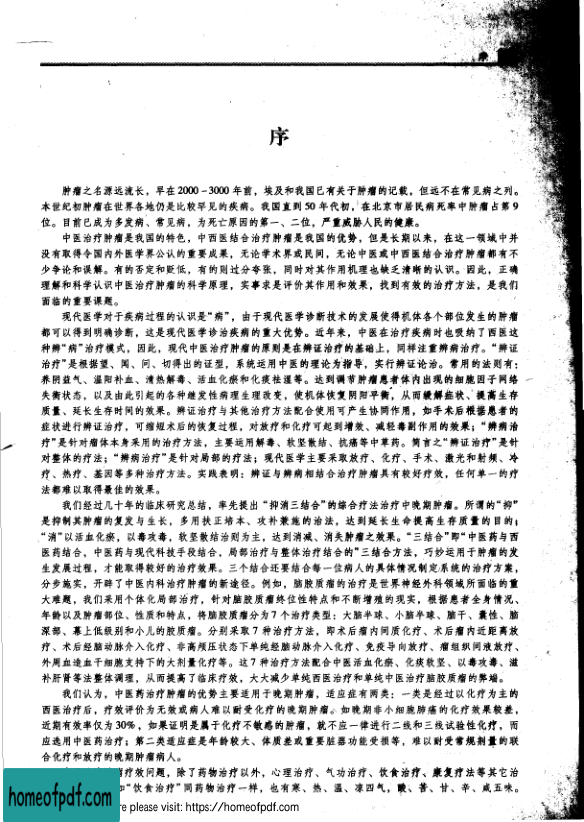 序
肿瘤之名源远流长，早在2000－3000年前，埃及和我国已有关于肿瘤的记载，但远不在常见病之列。
本世纪初肿瘤在世界各地仍是比较罕见的疾病。我国直到50年代初，在北京市居民病死率中肿瘤占第9
位。目前已成为多发病、常见病，为死亡原因的第一、二位，严重威胁人民的健康。
中医治疗肿瘤是我国的特色，中西医结合治疗肿瘤是我国的优势，但是长期以来，在这一领域中并
没有取得令国内外医学界公认的重要成果，无论学术界或民间，无论中医或中西医结合治疗肿瘤都有不
少争论和误解。有的否定和贬低，有的则过分夸张，同时对其作用机理也缺乏清晰的认识。因此，正确
理解和科学认识中医治疗肿瘤的科学原理，实事求是评价其作用和效果，找到有效的治疗方法，是我们
面临的重要课题。
现代医学对于疾病过程的认识是“病”，由于现代医学诊断技术的发展使得机体各个部位发生的肿瘤
都可以得到明确诊断，这是现代医学诊治疾病的重大优势。近年来，中医在治疗疾病时也吸纳了西医这
种辨“病”治疗模式，因此，现代中医治疗肿瘤的原则是在辨证治疗的基础上，同样注重辨病治疗。“辨证
治疗”是根据望、闻、问、切得出的证型，系统运用中医的理论为指导，实行辨证论治。常用的法则有：
养阴益气、温阳补血、清热解毒、活血化瘀和化痰祛湿等。达到调节肿瘤患者体内出现的细胞因子网络
失衡状态，以及由此引起的各种继发性病理生理改变，使机体恢复阴阳平衡，从而缓解症状、提高生存
质量、延长生存时间的效果。辨证治疗与其他治疗方法配合使用可产生协同作用，如手术后根据患者的
症状进行辨证治疗，可缩短术后的恢复过程，对放疗和化疗可起到增效、减轻毒副作用的效果；“辨病治
疗”是针对瘤体本身采用的治疗方法，主要运用解毒、软坚散结、抗癌等中草药。简言之“辨证治疗”是针
对整体的疗法；“辨病治疗”是针对局部的疗法；现代医学主要采取放疗、化疗、手术、激光和射频、冷
疗、热疗、基因等多种治疗方法。实践表明：辨证与辨病相结合治疗肿瘤具有较好疗效，任何单一的疗
法都难以取得最佳的效果。
我们经过几十年的临床研究总结，率先提出“抑消三结合”的综合疗法治疗中晚期肿瘤。所谓的“抑”
是抑制其肿瘤的复发与生长，多用扶正培本、攻补兼施的治法，达到延长生命提高生存质量的目的；
“消”以活血化瘀，以毒攻毒，软坚散结治则为主，达到消减、消失肿瘤之效果。“三结合”即“中医药与西
医药结合，中医药与现代科技手段结合，局部治疗与整体治疗结合的”三结合方法，巧妙运用于肿瘤的发
生发展过程，才能取得较好的治疗效果。三个结合还要结合每一位病人的具体情况制定系统的治疗方案，
分步施实，开辟了中医内科治疗肿瘤的新途径。例如，脑胶质瘤的治疗是世界神经外科领域所面临的重
大难题，我们采用个体化局部治疗，针对脑胶质瘤终位性特点和不断增殖的现实，根据患者全身情况、
年龄以及肿瘤部位、性质和特点，将脑胶质瘤分为7个治疗类型：大脑半球、小脑半球、脑干、囊性、脑
深部、幕上低级别和小儿的胶质瘤。分别采取7种治疗方法，即术后瘤内间质化疗、术后瘤内近距离放
疗、术后经脑动脉介入化疗、非高颅压状态下单纯经脑动脉介入化疗、免疫导向放疗、瘤组织间液放疗、
外周血造血干细胞支持下的大剂量化疗等。这7种治疗方法配合中医活血化瘀、化痰软坚、以毒攻毒、滋
补肝肾等法整体调理，从而提高了临床疗效，大大减少单纯西医治疗和单纯中医治疗脑胶质瘤的弊端。
我们认为，中医药治疗肿瘤的优势主要适用于晚期肿瘤，适应症有两类：一类是经过以化疗为主的
西医治疗后，疗效评价为无效或病人难以耐受化疗的晚期肿瘤。如晚期非小细胞肺癌的化疗效果较差，
近期有效率仅为30%，如果证明是属于化疗不敏感的肿瘤，就不应一律进行二线和三线试验性化疗，而
应选用中医药治疗；第二类适应症是年龄较大、体质差或重要脏器功能受损等，难以耐受常规剂量的联
合化疗和放疗的晚期肿瘤病人。
疗效问题，除了药物治疗以外，心理治疗、气功治疗、饮食治疗、康复疗法等其它治
如“饮食治疗”同药物治疗一样，也有寒、热、温、凉四气，酸、苦、甘、辛、咸五味。
homeofpdf.com
re please visit: https://homeofpdf.com